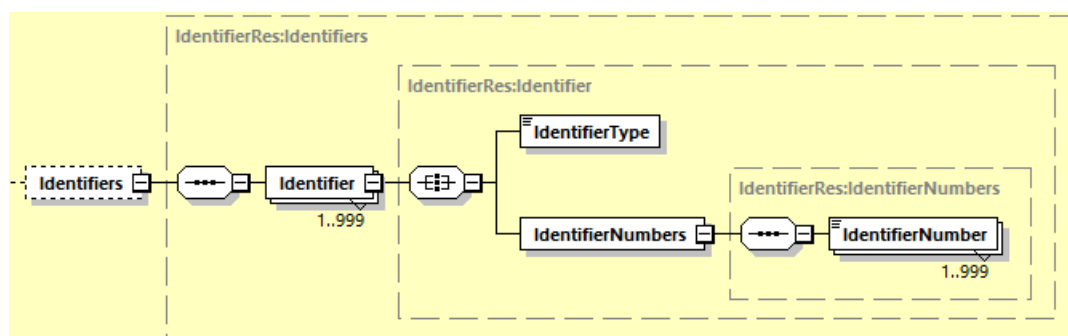 IdentifierRes:Identifiers
IdentifierRes:Identifier
IdentifierType
Identifiers
Identifier
1..999
IdentifierRes:IdentifierNumbers
IdentifierNumbers
IdentifierNumber
1..999